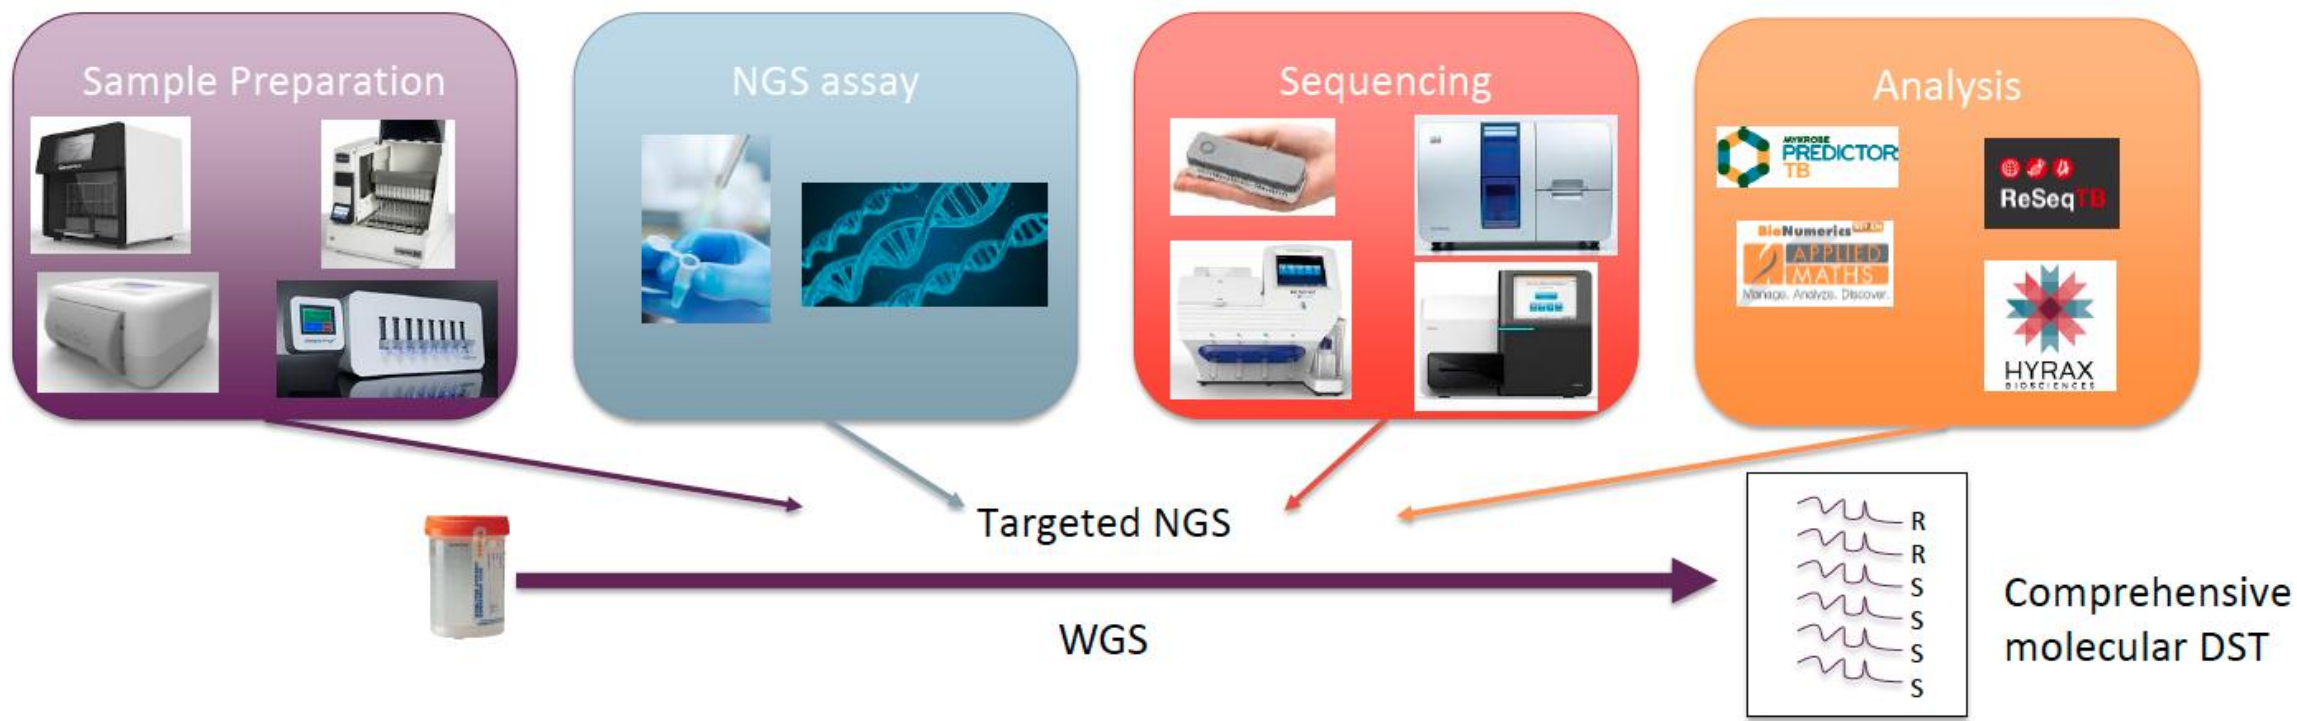 Sample Preparation
NGS assay
Sequencing
Analysis
MYKROBE
PREDICTOR
TB
ReSeqTB
BioNumerics
APPLIED
MATHS
Manage. Analyze. Discover.
HYRAX
BIOSCIENCES
Targeted NGS
WGS
R
R
S
S
S
S
Comprehensive
molecular DST